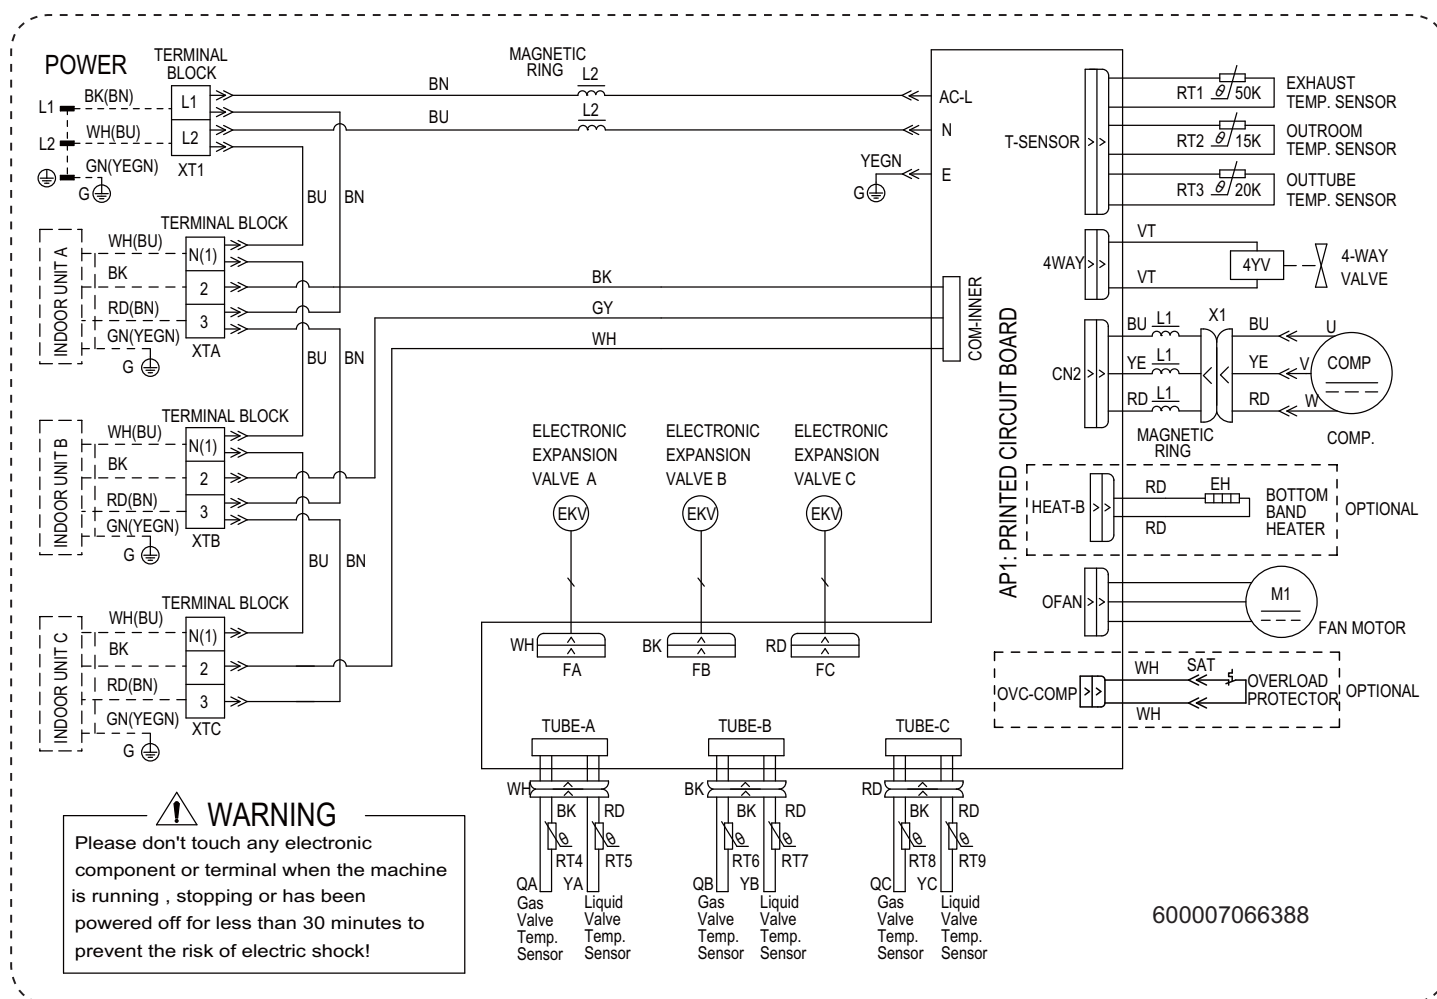 POWER
TERMINAL
BLOCK
L1
BK(BN)
L1
L2
WH(BU)
L2
GN(YEGN)
XT1
G
BN
BU
MAGNETIC
RING
L2
L2
AC-L
N
YEGN
E
G
BU
BN
TERMINAL BLOCK
INDOOR UNIT A
WH(BU)
N(1)
BK
2
RD(BN)
3
GN(YEGN)
XTA
G
BK
GY
WH
COM-INNER
BU
BN
TERMINAL BLOCK
INDOOR UNIT B
WH(BU)
N(1)
BK
2
RD(BN)
3
GN(YEGN)
XTB
G
BU
BN
TERMINAL BLOCK
INDOOR UNIT C
WH(BU)
N(1)
BK
2
RD(BN)
3
GN(YEGN)
XTC
G
ELECTRONIC
EXPANSION
VALVE A
EKV
WH
FA
ELECTRONIC
EXPANSION
VALVE B
EKV
BK
FB
ELECTRONIC
EXPANSION
VALVE C
EKV
RD
FC
AP1: PRINTED CIRCUIT BOARD
T-SENSOR
RT1 θ 50K
EXHAUST
TEMP. SENSOR
RT2 θ 15K
OUTROOM
TEMP. SENSOR
RT3 θ 20K
OUTTUBE
TEMP. SENSOR
4WAY
VT
VT
4YV
4-WAY
VALVE
CN2
BU L1
YE L1
RD L1
MAGNETIC
RING
X1
BU
U
YE
V
RD
W
COMP
COMP.
HEAT-B
RD
EH
RD
BOTTOM
BAND
HEATER
OPTIONAL
OFAN
M1
FAN MOTOR
OVC-COMP
WH
SAT
WH
OVERLOAD
PROTECTOR
OPTIONAL
TUBE-A
WH
BK
RD
θ
RT4
θ
RT5
QA
YA
Gas
Valve
Temp.
Sensor
Liquid
Valve
Temp.
Sensor
TUBE-B
BK
BK
RD
θ
RT6
θ
RT7
QB
YB
Gas
Valve
Temp.
Sensor
Liquid
Valve
Temp.
Sensor
TUBE-C
RD
BK
RD
θ
RT8
θ
RT9
QC
YC
Gas
Valve
Temp.
Sensor
Liquid
Valve
Temp.
Sensor
WARNING
Please don't touch any electronic
component or terminal when the machine
is running , stopping or has been
powered off for less than 30 minutes to
prevent the risk of electric shock!
600007066388